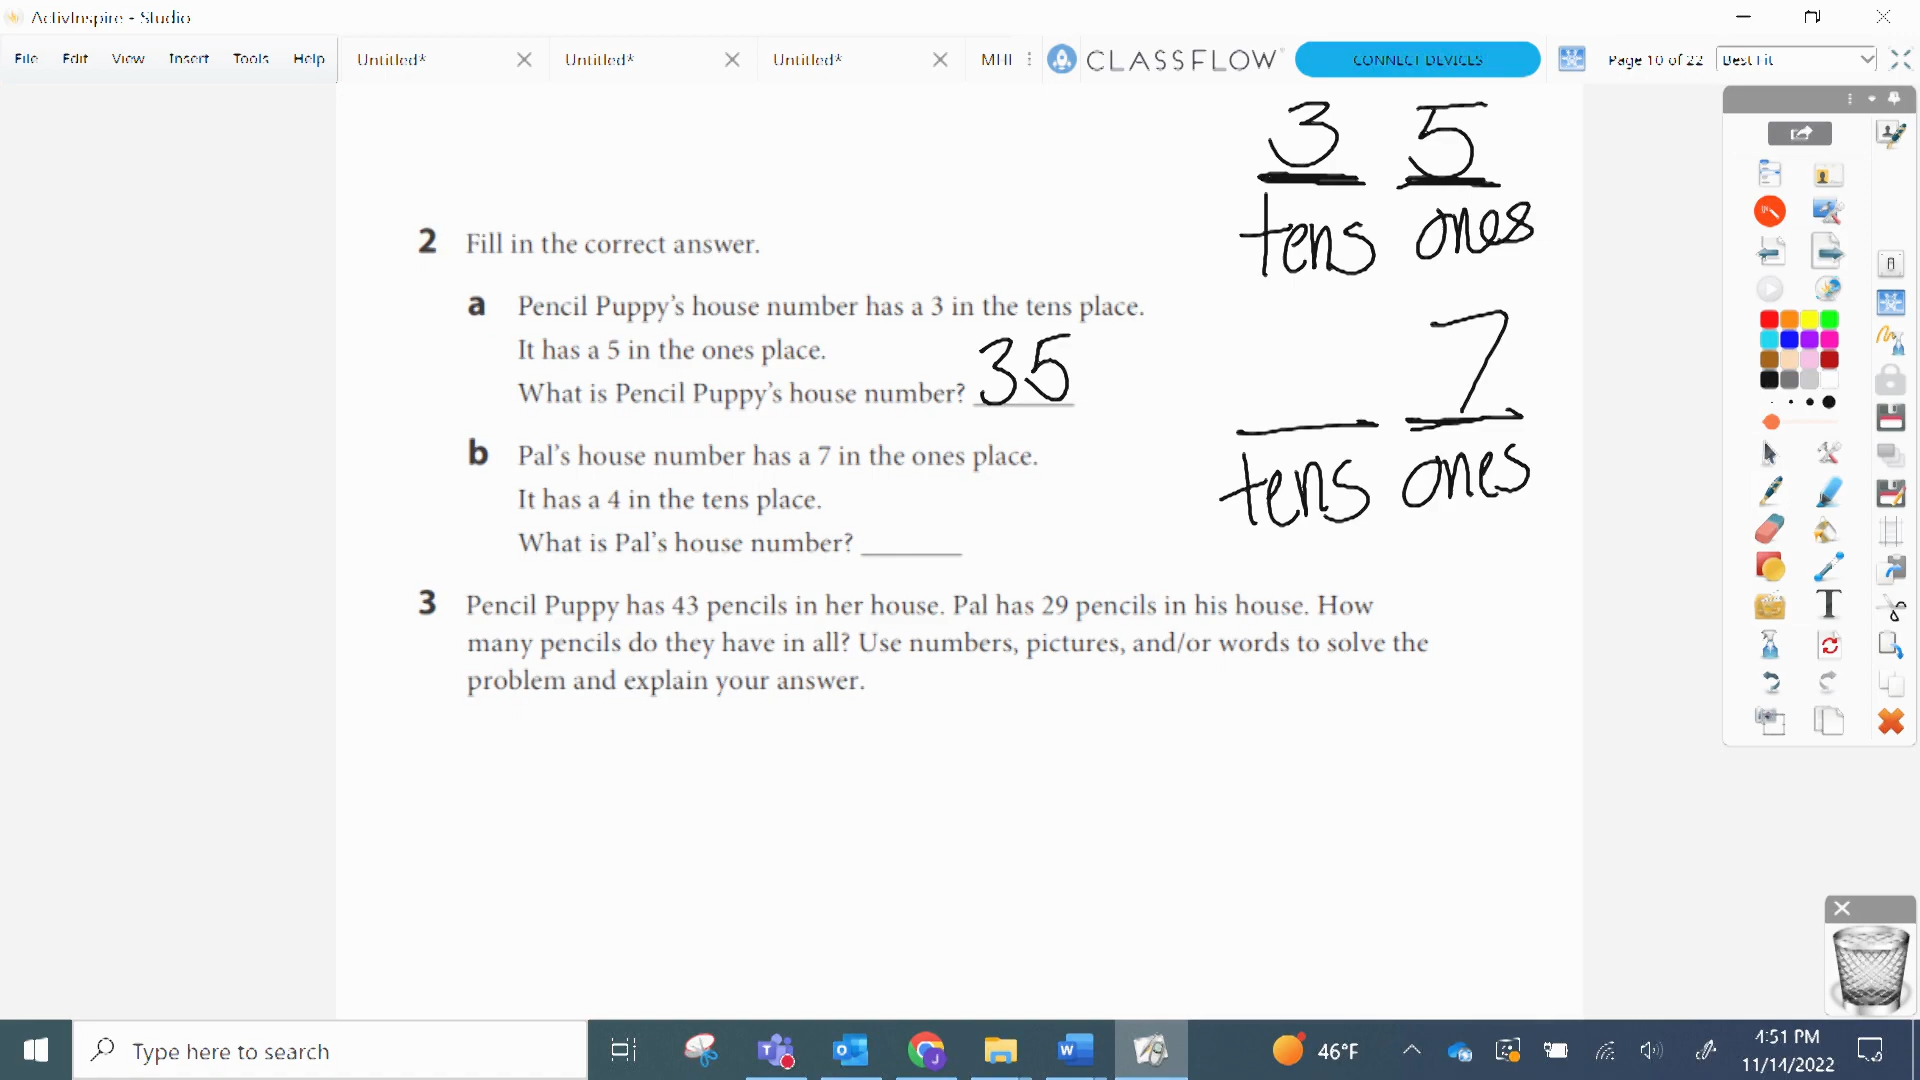 ActivInspire - Studio
File Edit View Insert Tools Help Untitled* Untitled* Untitled* MHI CLASSFLOW CONNECT DEVICES Page 10 of 22 Best Fit
3 5
tens ones
2 Fill in the correct answer.
a Pencil Puppy's house number has a 3 in the tens place.
It has a 5 in the ones place.
What is Pencil Puppy's house number? 35
7
tens ones
b Pal's house number has a 7 in the ones place.
It has a 4 in the tens place.
What is Pal's house number?
3 Pencil Puppy has 43 pencils in her house. Pal has 29 pencils in his house. How
many pencils do they have in all? Use numbers, pictures, and/or words to solve the
problem and explain your answer.
Type here to search
46°F
4:51 PM
11/14/2022